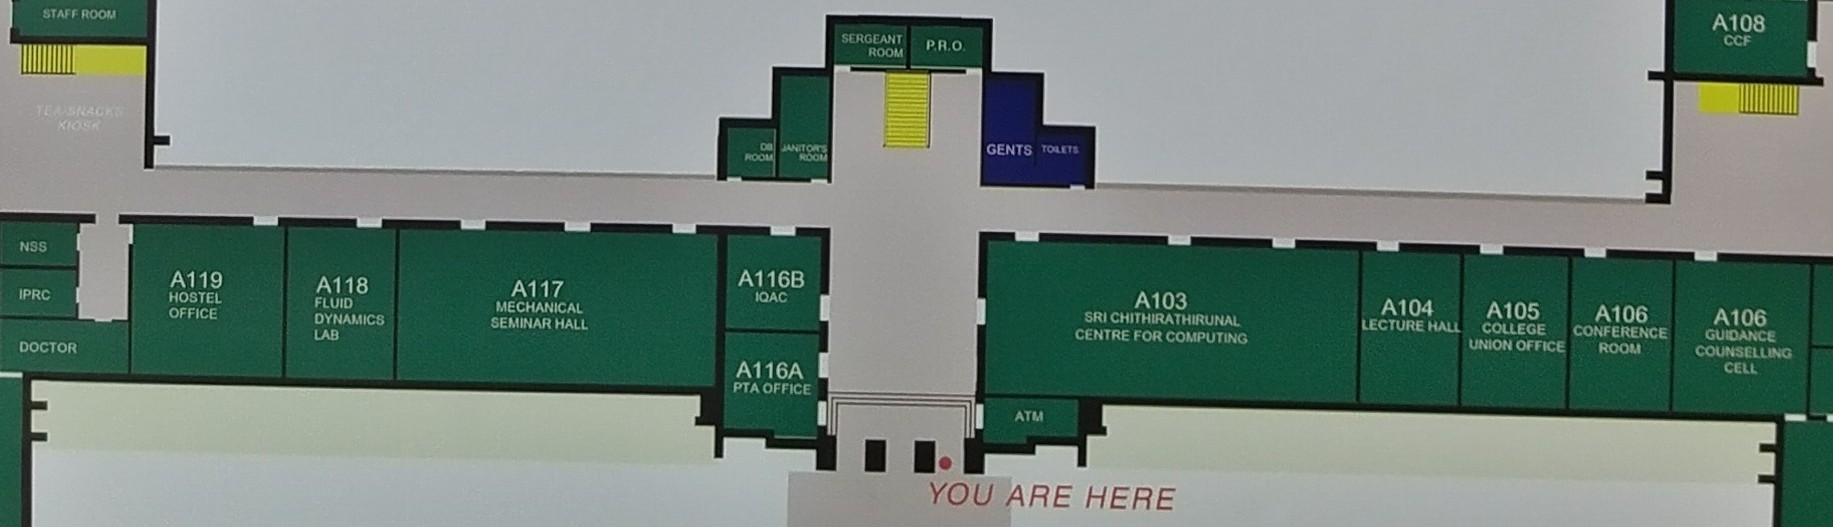 STAFF ROOM
TEA-SNACKS
KIOSK
SERGEANT
ROOM
P.R.O.
DB
ROOM
JANITOR'S
ROOM
GENTS
TOILETS
A108
CCF
NSS
IPRC
DOCTOR
A119
HOSTEL
OFFICE
A118
FLUID
DYNAMICS
LAB
A117
MECHANICAL
SEMINAR HALL
A116B
IQAC
A116A
PTA OFFICE
A103
SRI CHITHIRATHIRUNAL
CENTRE FOR COMPUTING
ATM
A104
LECTURE HALL
A105
COLLEGE
UNION OFFICE
A106
CONFERENCE
ROOM
A106
GUIDANCE
COUNSELLING
CELL
YOU ARE HERE